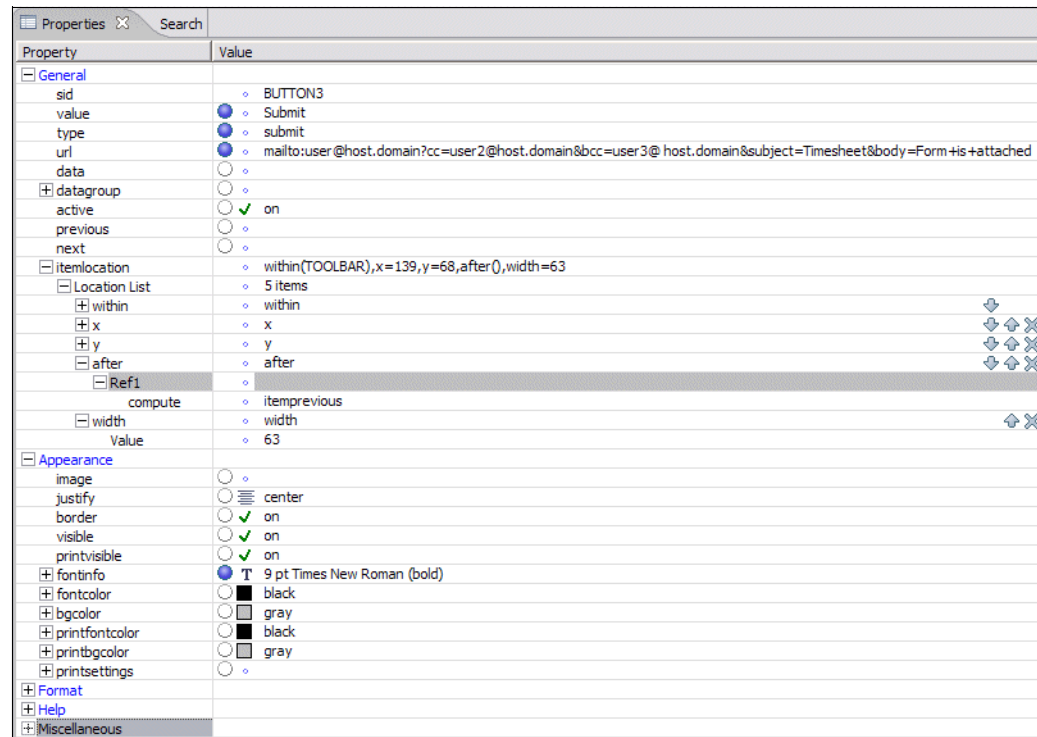 Properties Search
Property Value
General
sid BUTTON3
value Submit
type submit
url mailto:user@host.domain?cc=user2@host.domain&bcc=user3@ host.domain&subject=Timesheet&body=Form+is+attached
data
datagroup
active on
previous
next
itemlocation within(TOOLBAR),x=139,y=68,after(),width=63
Location List 5 items
within within
x x
y y
after after
Ref1
compute itemprevious
width width
Value 63
Appearance
image
justify center
border on
visible on
printvisible on
fontinfo T 9 pt Times New Roman (bold)
fontcolor black
bgcolor gray
printfontcolor black
printbgcolor gray
printsettings
Format
Help
Miscellaneous